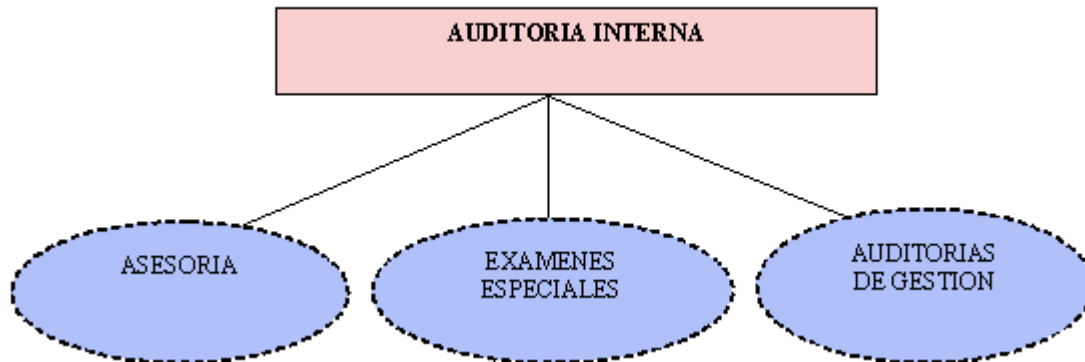 AUDITORIA INTERNA
ASESORIA
EXAMENES
ESPECIALES
AUDITORIAS
DE GESTION